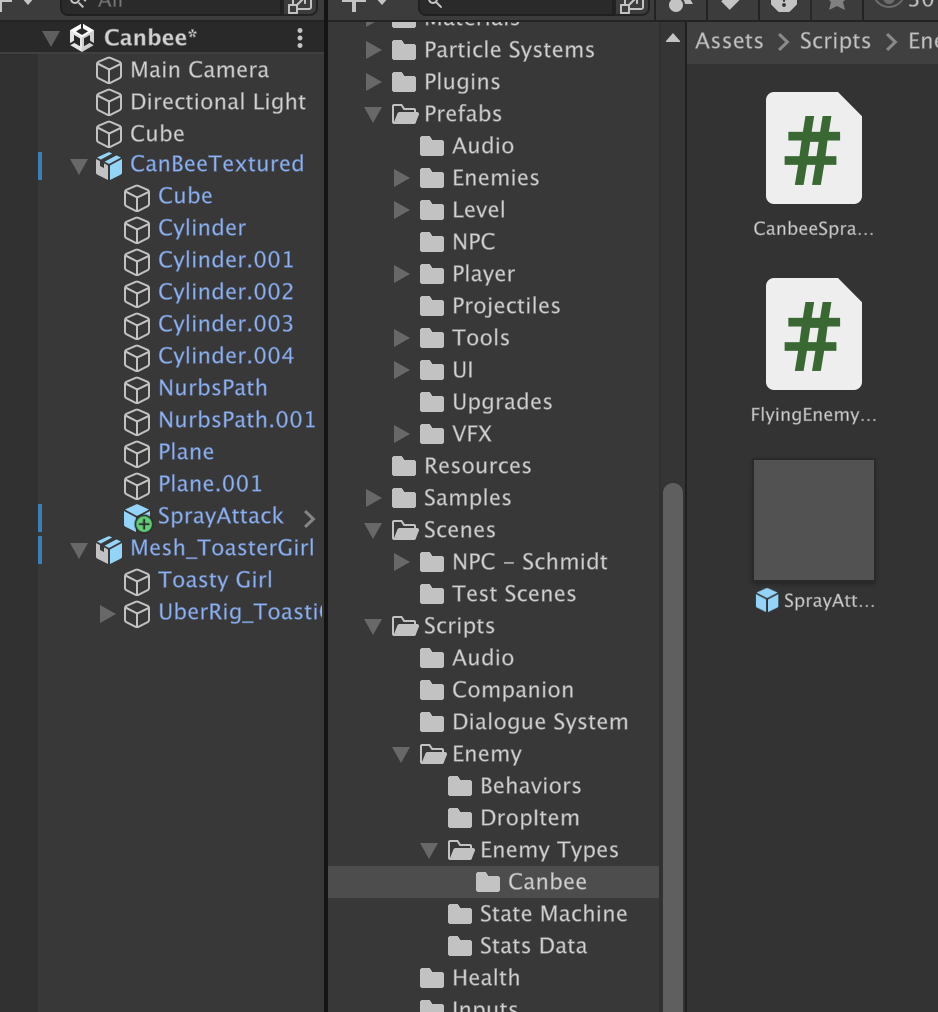 All
Canbee*
Main Camera
Directional Light
Cube
CanBeeTextured
Cube
Cylinder
Cylinder.001
Cylinder.002
Cylinder.003
Cylinder.004
NurbsPath
NurbsPath.001
Plane
Plane.001
SprayAttack
Mesh_ToasterGirl
Toasty Girl
UberRig_Toasti
Materials
Particle Systems
Plugins
Prefabs
Audio
Enemies
Level
NPC
Player
Projectiles
Tools
UI
Upgrades
VFX
Resources
Samples
Scenes
NPC – Schmidt
Test Scenes
Scripts
Audio
Companion
Dialogue System
Enemy
Behaviors
DropItem
Enemy Types
Canbee
State Machine
Stats Data
Health
Inputs
Assets > Scripts > Ene
#
CanbeeSpra...
#
FlyingEnemy...
SprayAtt...